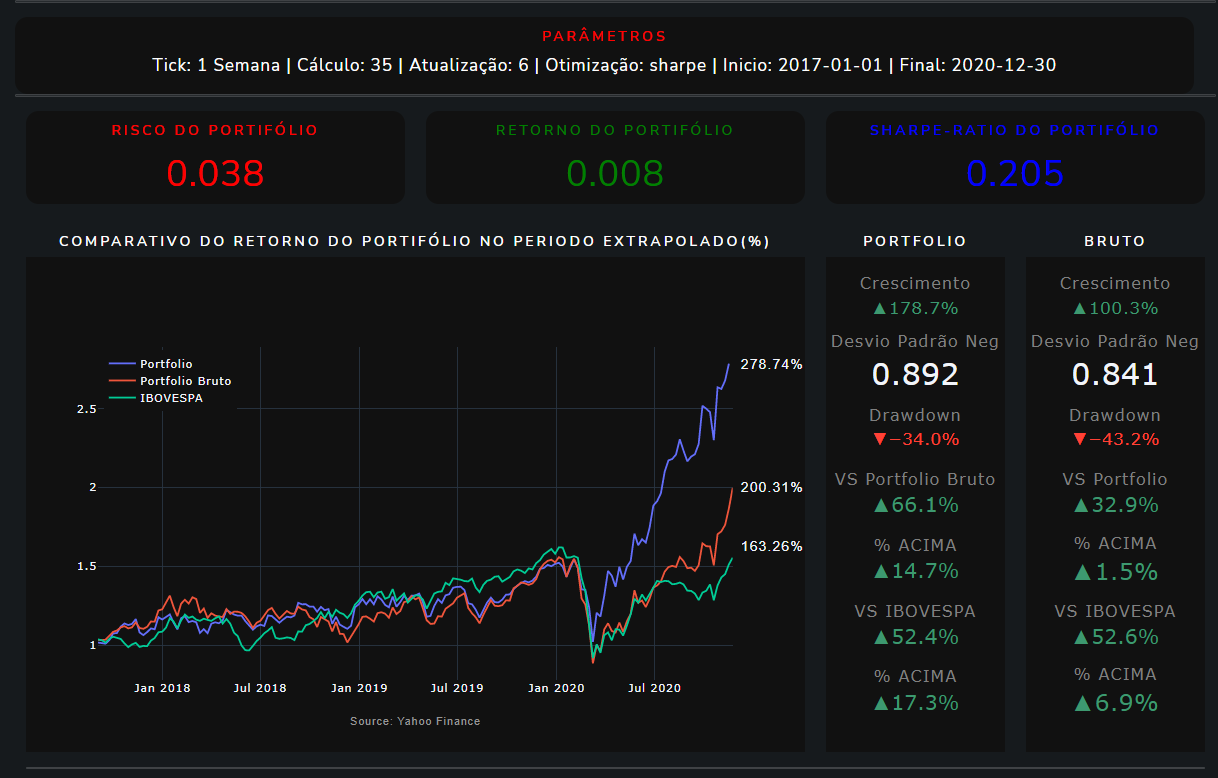 PARÂMETROS
Tick: 1 Semana | Cálculo: 35 | Atualização: 6 | Otimização: sharpe | Inicio: 2017-01-01 | Final: 2020-12-30
RISCO DO PORTIFÓLIO
0.038
RETORNO DO PORTIFÓLIO
0.008
SHARPE-RATIO DO PORTIFÓLIO
0.205
COMPARATIVO DO RETORNO DO PORTIFÓLIO NO PERIODO EXTRAPOLADO(%)
Portfolio
Portfolio Bruto
IBOVESPA
278.74%
200.31%
163.26%
2.5
2
1.5
1
Jan 2018
Jul 2018
Jan 2019
Jul 2019
Jan 2020
Jul 2020
Source: Yahoo Finance
PORTFOLIO
Crescimento
▲178.7%
Desvio Padrão Neg
0.892
Drawdown
▼−34.0%
VS Portfolio Bruto
▲66.1%
% ACIMA
▲14.7%
VS IBOVESPA
▲52.4%
% ACIMA
▲17.3%
BRUTO
Crescimento
▲100.3%
Desvio Padrão Neg
0.841
Drawdown
▼−43.2%
VS Portfolio
▲32.9%
% ACIMA
▲1.5%
VS IBOVESPA
▲52.6%
% ACIMA
▲6.9%